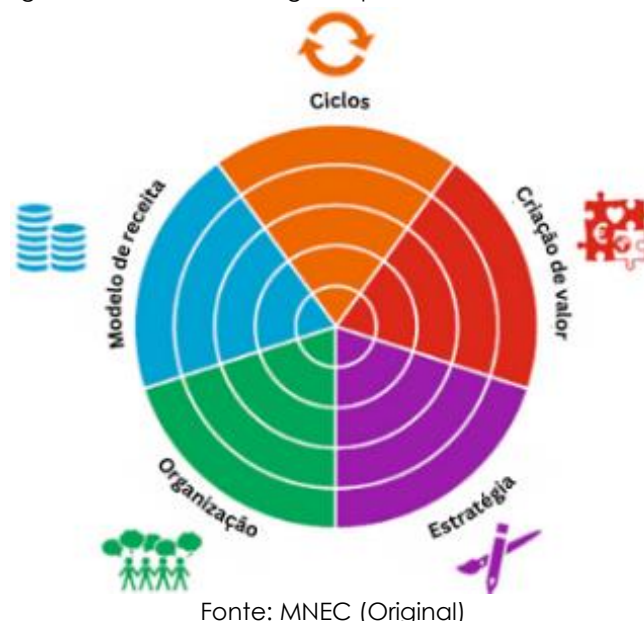 Ciclos
Modelo de receita
Criação de valor
Organização
Estratégia
Fonte: MNEC (Original)